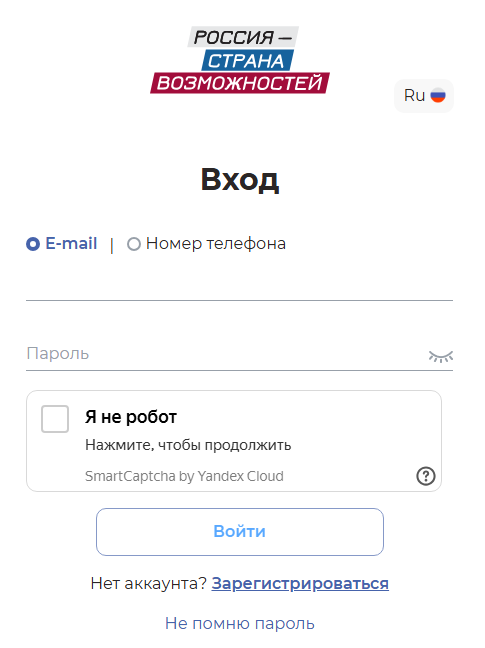 РОССИЯ —
СТРАНА
ВОЗМОЖНОСТЕЙ
Ru
Вход
E-mail | Номер телефона
Пароль
Я не робот
Нажмите, чтобы продолжить
SmartCaptcha by Yandex Cloud
Войти
Нет аккаунта? Зарегистрироваться
Не помню пароль